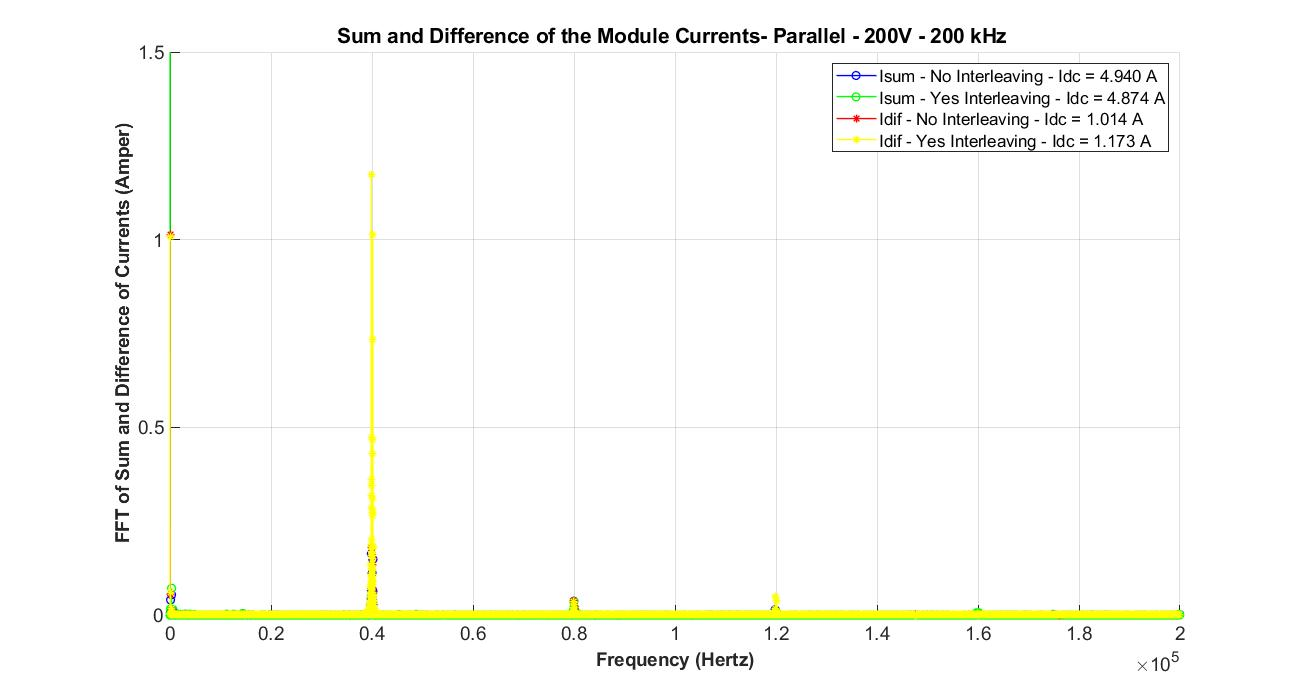 Sum and Difference of the Module Currents- Parallel - 200V - 200 kHz
Isum - No Interleaving - Idc = 4.940 A
Isum - Yes Interleaving - Idc = 4.874 A
Idif - No Interleaving - Idc = 1.014 A
Idif - Yes Interleaving - Idc = 1.173 A
FFT of Sum and Difference of Currents (Amper)
1.5
1
0.5
0
0 0.2 0.4 0.6 0.8 1 1.2 1.4 1.6 1.8 2
Frequency (Hertz)
×10⁵